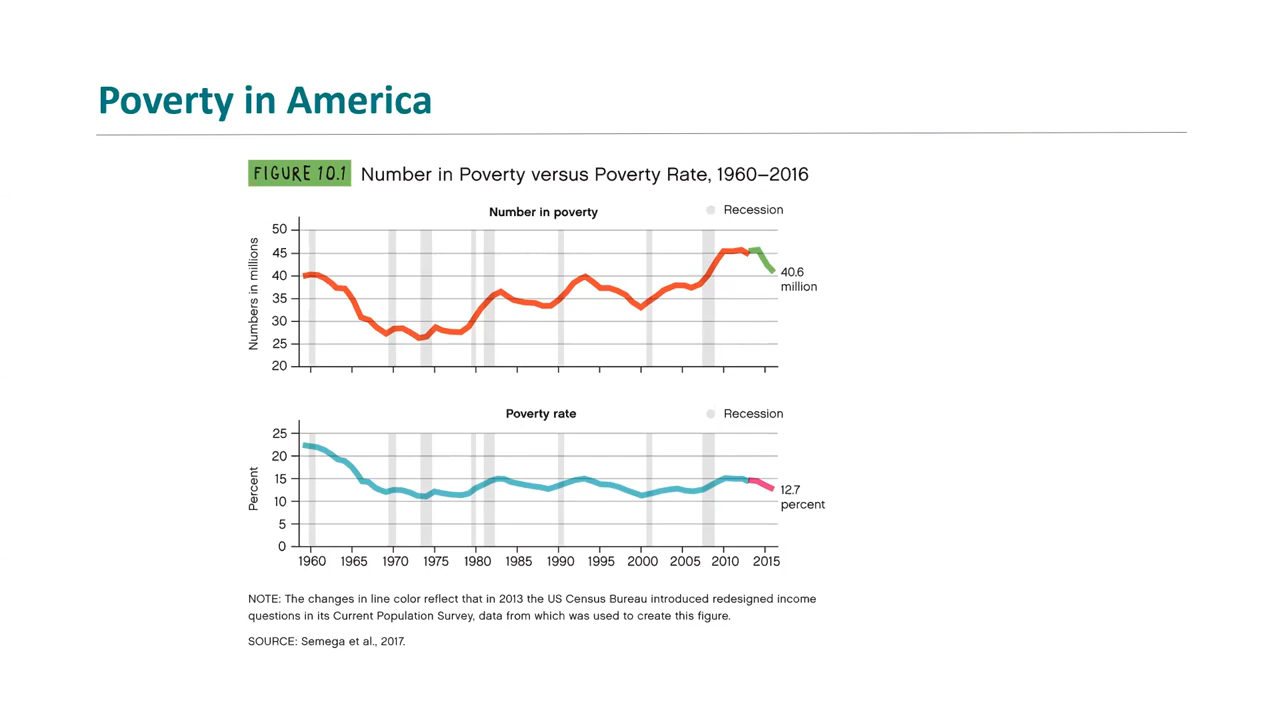 Poverty in America
FIGURE 10.1 Number in Poverty versus Poverty Rate, 1960–2016
Number in poverty
Recession
Numbers in millions
50
45
40
35
30
25
20
40.6
million
Poverty rate
Recession
Percent
25
20
15
10
5
0
12.7
percent
1960 1965 1970 1975 1980 1985 1990 1995 2000 2005 2010 2015
NOTE: The changes in line color reflect that in 2013 the US Census Bureau introduced redesigned income
questions in its Current Population Survey, data from which was used to create this figure.
SOURCE: Semega et al., 2017.